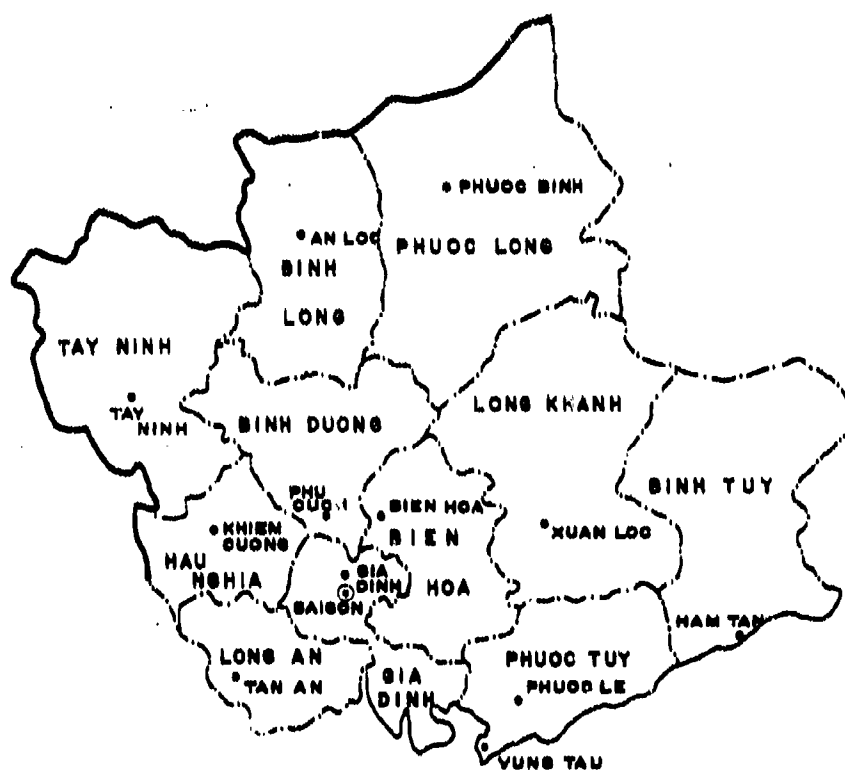 PHUOC BINH
AN LOC
PHUOC LONG
BINH
LONG
TAY NINH
TAY
NINH
BINH DUONG
LONG KHANH
BINH TUY
PHU
BIEN HOA
BIEN
HOA
XUAN LOC
KHIEM
CUONG
HAU
NGHIA
GIA
DINH
SAIGON
HAM TAN
LONG AN
TAN AN
GIA
DINH
PHUOC TUY
PHUOC LE
VUNG TAU